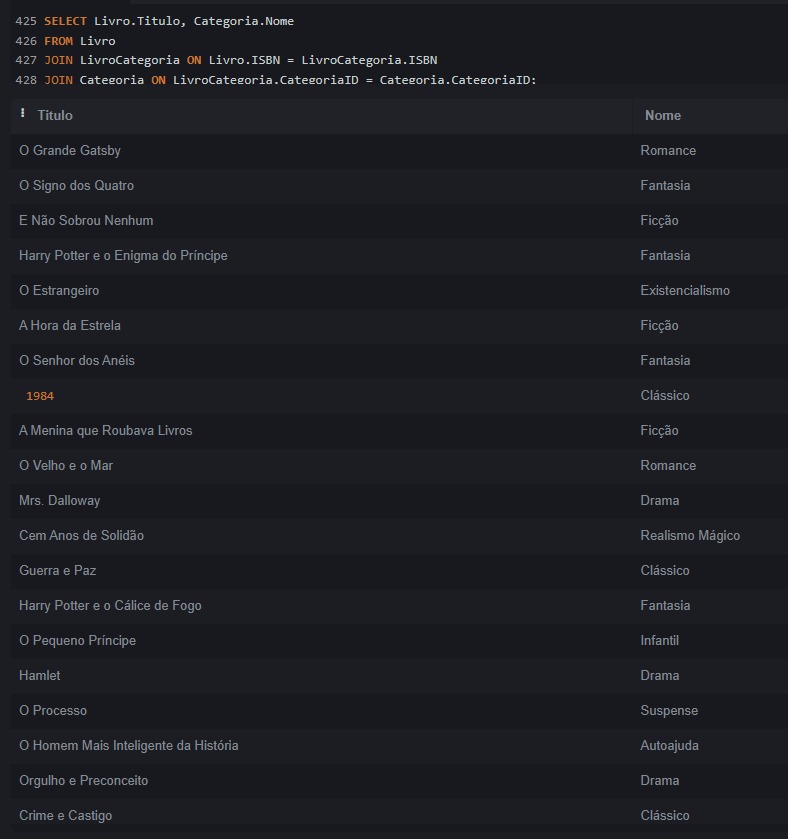 425 SELECT Livro.Titulo, Categoria.Nome
426 FROM Livro
427 JOIN LivroCategoria ON Livro.ISBN = LivroCategoria.ISBN
428 JOIN Categoria ON LivroCategoria.CategoriaID = Categoria.CategoriaID;
Titulo Nome
O Grande Gatsby Romance
O Signo dos Quatro Fantasia
E Não Sobrou Nenhum Ficção
Harry Potter e o Enigma do Príncipe Fantasia
O Estrangeiro Existencialismo
A Hora da Estrela Ficção
O Senhor dos Anéis Fantasia
1984 Clássico
A Menina que Roubava Livros Ficção
O Velho e o Mar Romance
Mrs. Dalloway Drama
Cem Anos de Solidão Realismo Mágico
Guerra e Paz Clássico
Harry Potter e o Cálice de Fogo Fantasia
O Pequeno Príncipe Infantil
Hamlet Drama
O Processo Suspense
O Homem Mais Inteligente da História Autoajuda
Orgulho e Preconceito Drama
Crime e Castigo Clássico